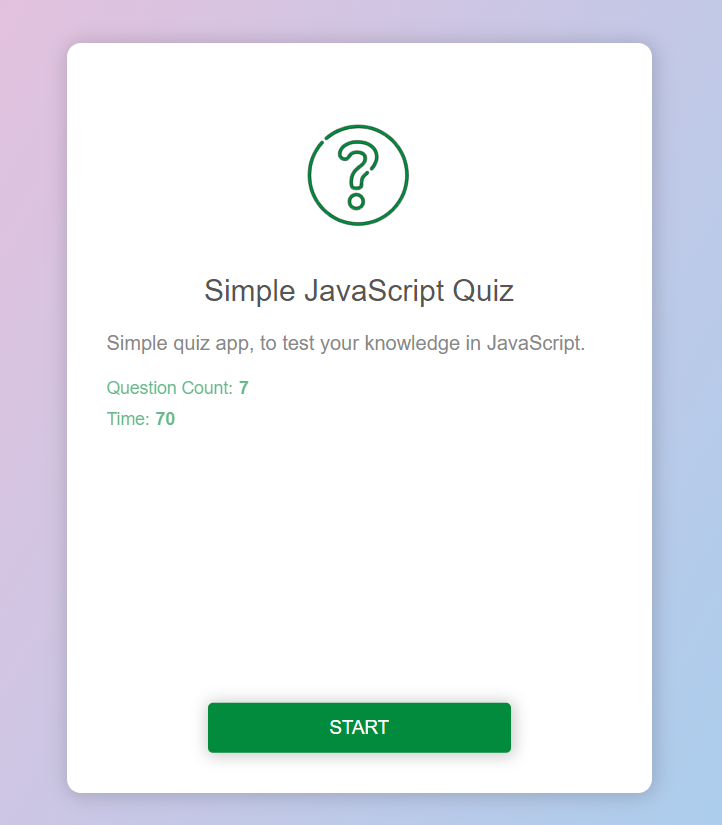 Simple JavaScript Quiz
Simple quiz app, to test your knowledge in JavaScript.
Question Count: 7
Time: 70
START